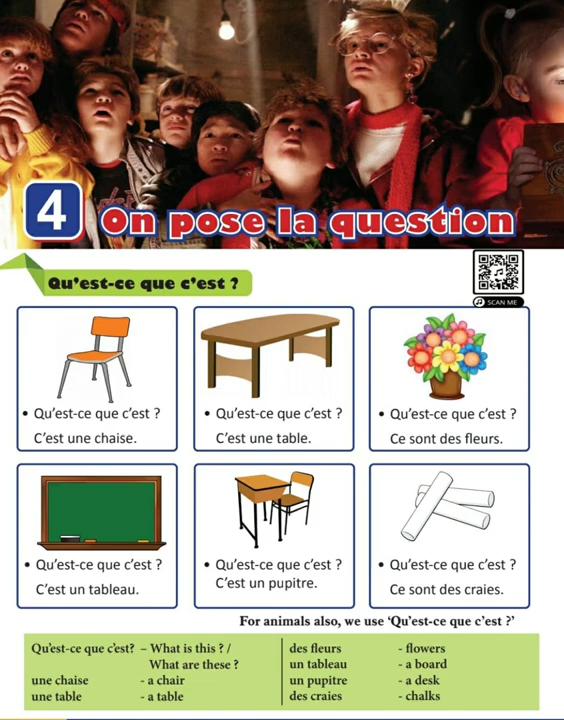 4
On pose la question
Qu'est-ce que c'est ?
SCAN ME
• Qu'est-ce que c'est ?
C'est une chaise.
• Qu'est-ce que c'est ?
C'est une table.
• Qu'est-ce que c'est ?
Ce sont des fleurs.
• Qu'est-ce que c'est ?
C'est un tableau.
• Qu'est-ce que c'est ?
C'est un pupitre.
• Qu'est-ce que c'est ?
Ce sont des craies.
For animals also, we use 'Qu'est-ce que c'est ?'
Qu'est-ce que c'est? – What is this ? /
What are these ?
une chaise - a chair
une table - a table
des fleurs - flowers
un tableau - a board
un pupitre - a desk
des craies - chalks